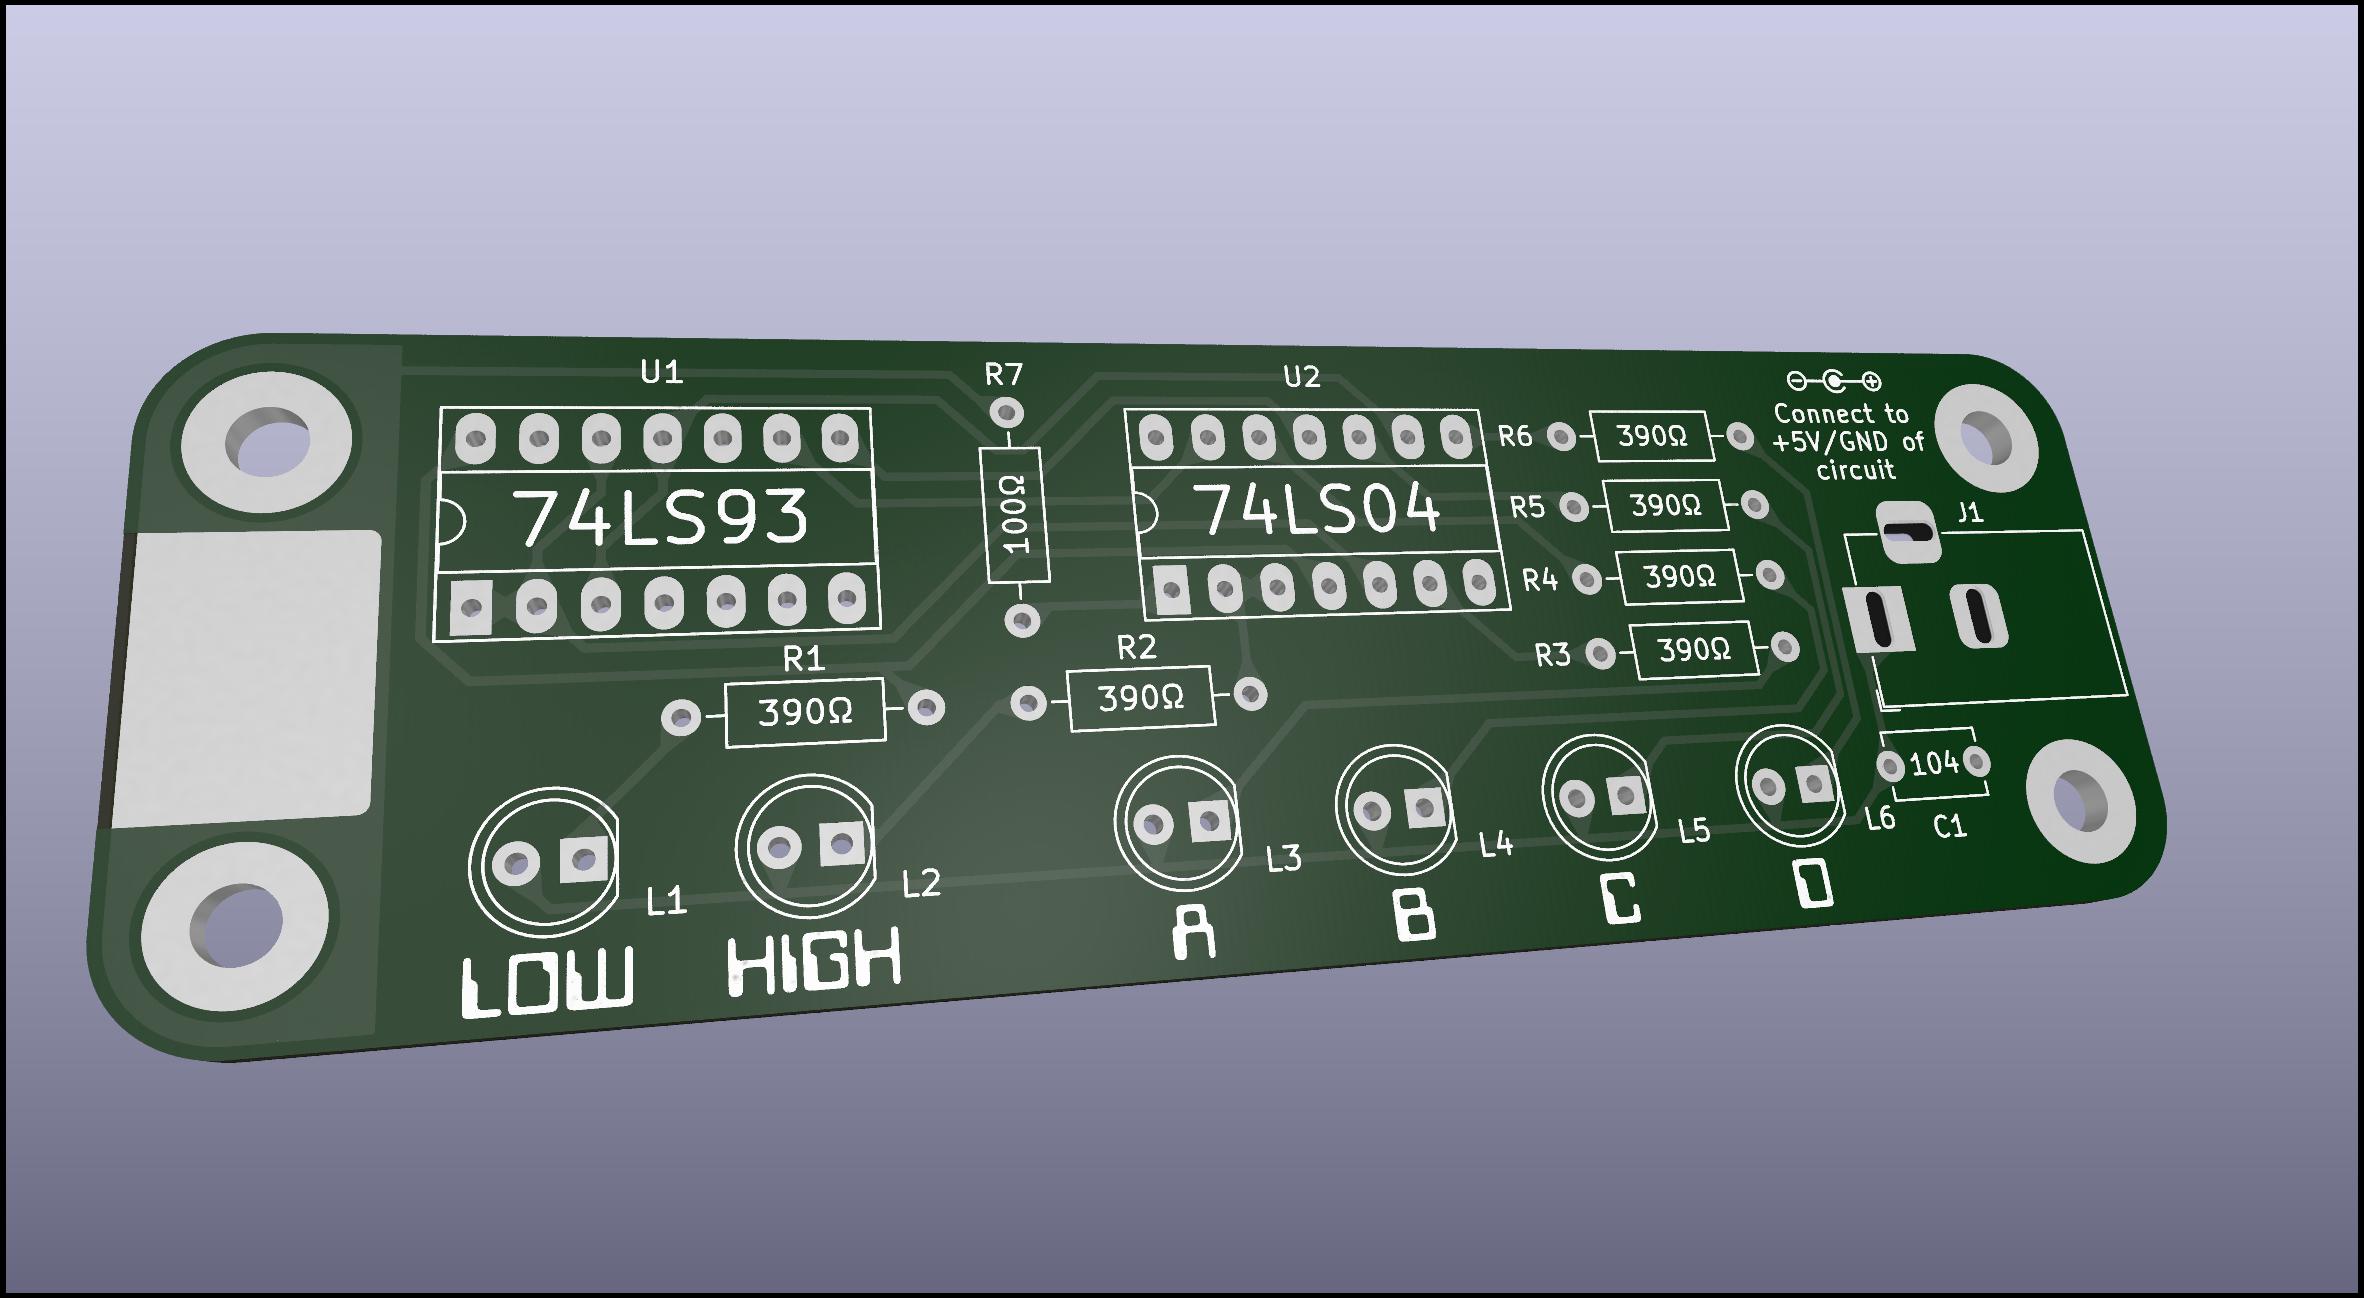 U1
R7
U2
Connect to
+5V/GND of
circuit
R6
390Ω
74LS93
100Ω
74LS04
R5
390Ω
J1
R4
390Ω
R3
390Ω
R1
390Ω
R2
390Ω
104
C1
L1
L2
L3
L4
L5
L6
LOW
HIGH
A
B
C
D